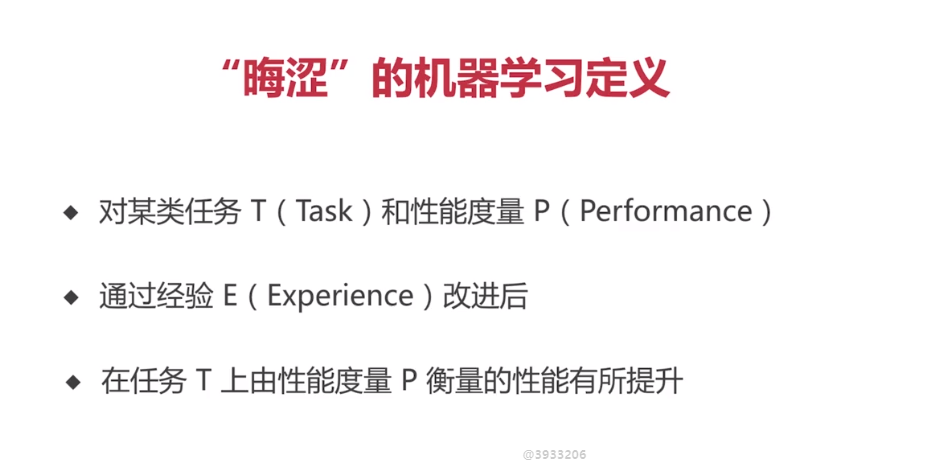 “晦涩”的机器学习定义
◆ 对某类任务 T（Task）和性能度量 P（Performance）
◆ 通过经验 E（Experience）改进后
◆ 在任务 T 上由性能度量 P 衡量的性能有所提升
@3933206